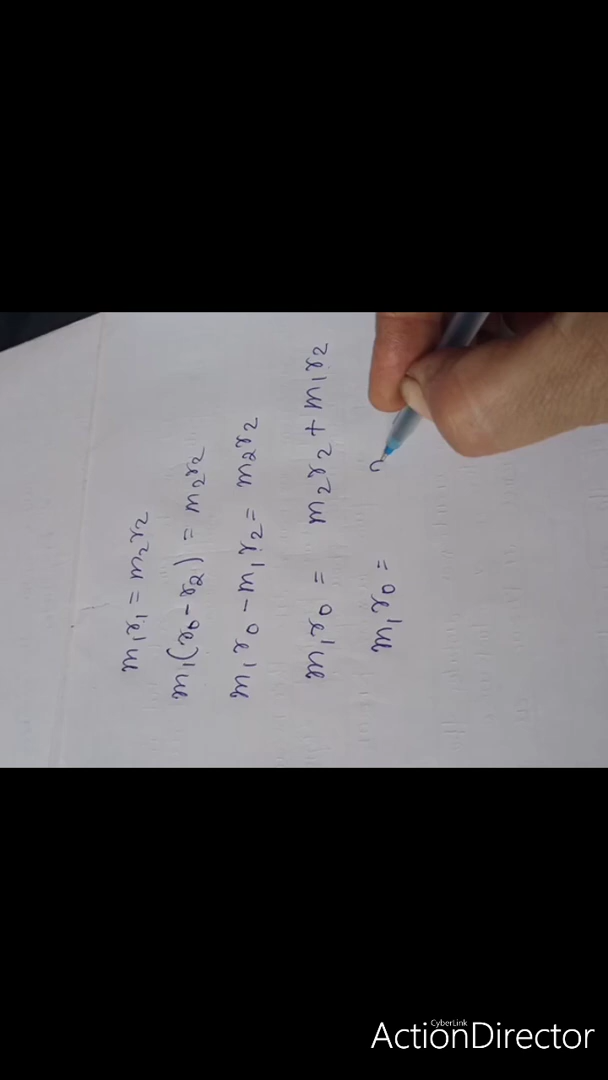 m₁r₁ = m₂r₂
m₁(r₀ - r₂) = m₂r₂
m₁r₀ - m₁r₂ = m₂r₂
m₁r₀ = m₂r₂ + m₁r₂
m₁r₀ =
CyberLink
ActionDirector